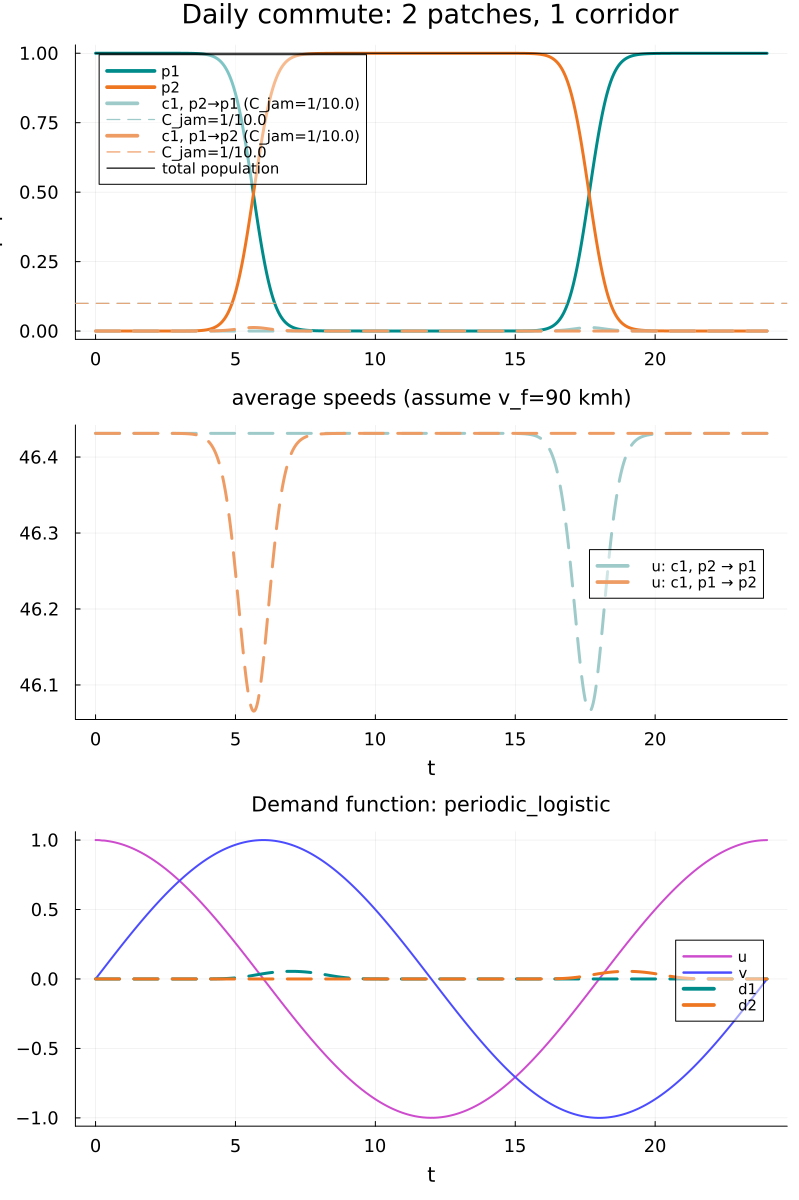 Daily commute: 2 patches, 1 corridor
1.00
0.75
0.50
0.25
0.00
p1
p2
c1, p2→p1 (C_jam=1/10.0)
C_jam=1/10.0
c1, p1→p2 (C_jam=1/10.0)
C_jam=1/10.0
total population
0 5 10 15 20
average speeds (assume v_f=90 kmh)
46.4
46.3
46.2
46.1
u: c1, p2 → p1
u: c1, p1 → p2
0 5 10 15 20
t
Demand function: periodic_logistic
1.0
0.5
0.0
−0.5
−1.0
u
v
d1
d2
0 5 10 15 20
t